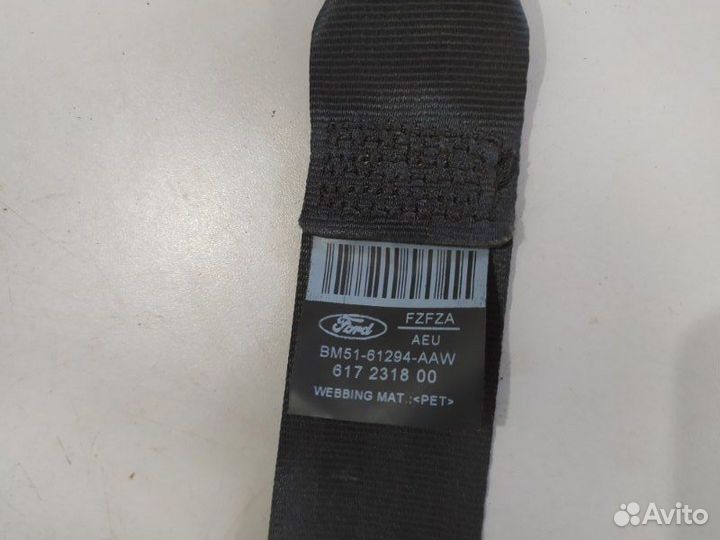 Ford
FZFZA
AEU
BM51-61294-AAW
617 2318 00
WEBBING MAT.:<PET>
Avito